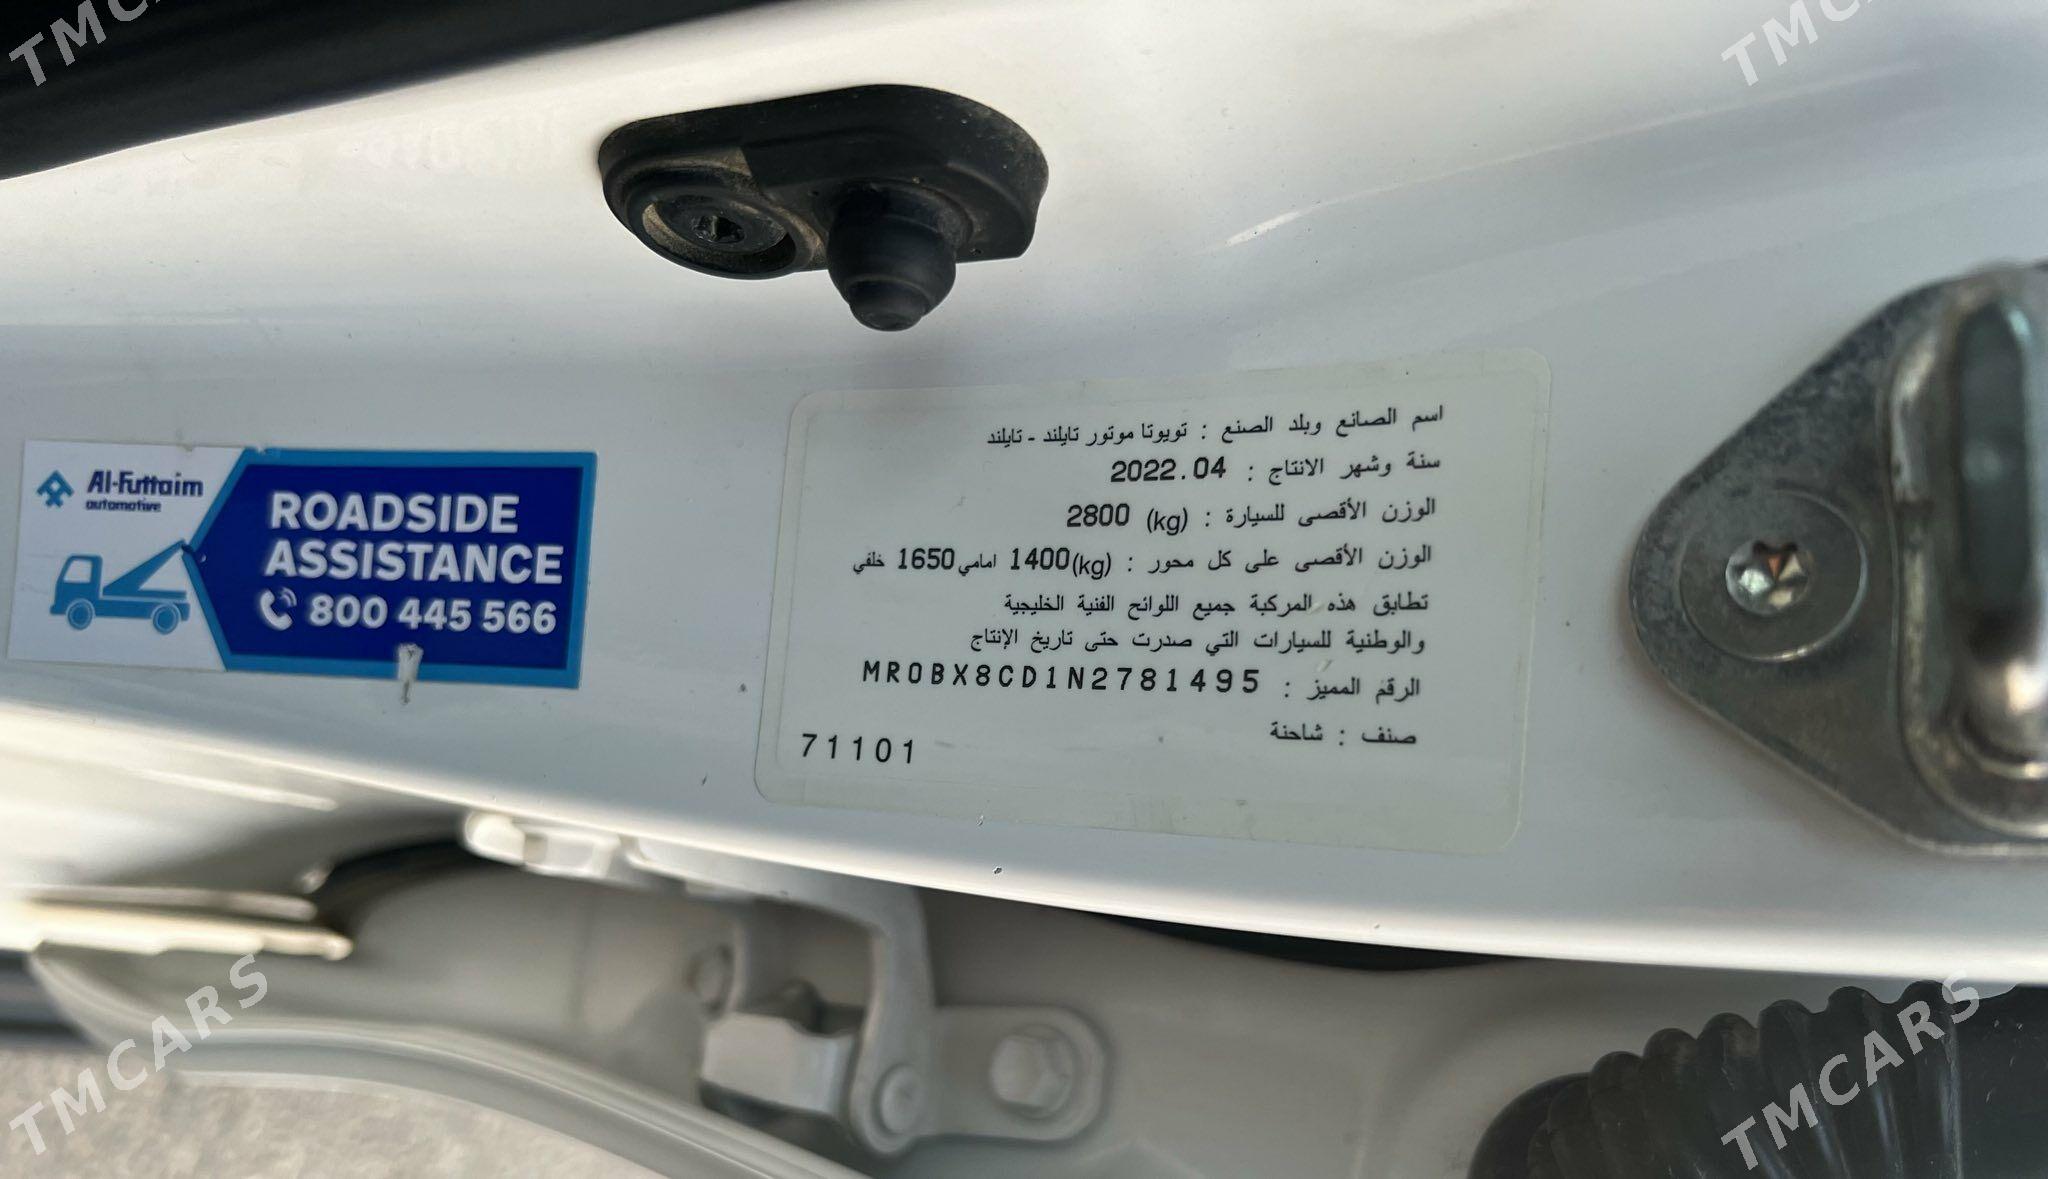 Al-Futtaim
automotive
ROADSIDE
ASSISTANCE
800 445 566
اسم الصانع وبلد الصنع : تويوتا موتور تايلند - تايلند
سنة وشهر الانتاج : 2022.04
الوزن الأقصى للسيارة : (kg) 2800
الوزن الأقصى على كل محور : (kg) 1400 امامي 1650 خلفي
تطابق هذه المركبة جميع اللوائح الفنية الخليجية
والوطنية للسيارات التي صدرت حتى تاريخ الإنتاج
الرقم المميز : MR0BX8CD1N2781495
صنف : شاحنة
71101
TMCARS
TMCARS
TMCARS
TMCARS